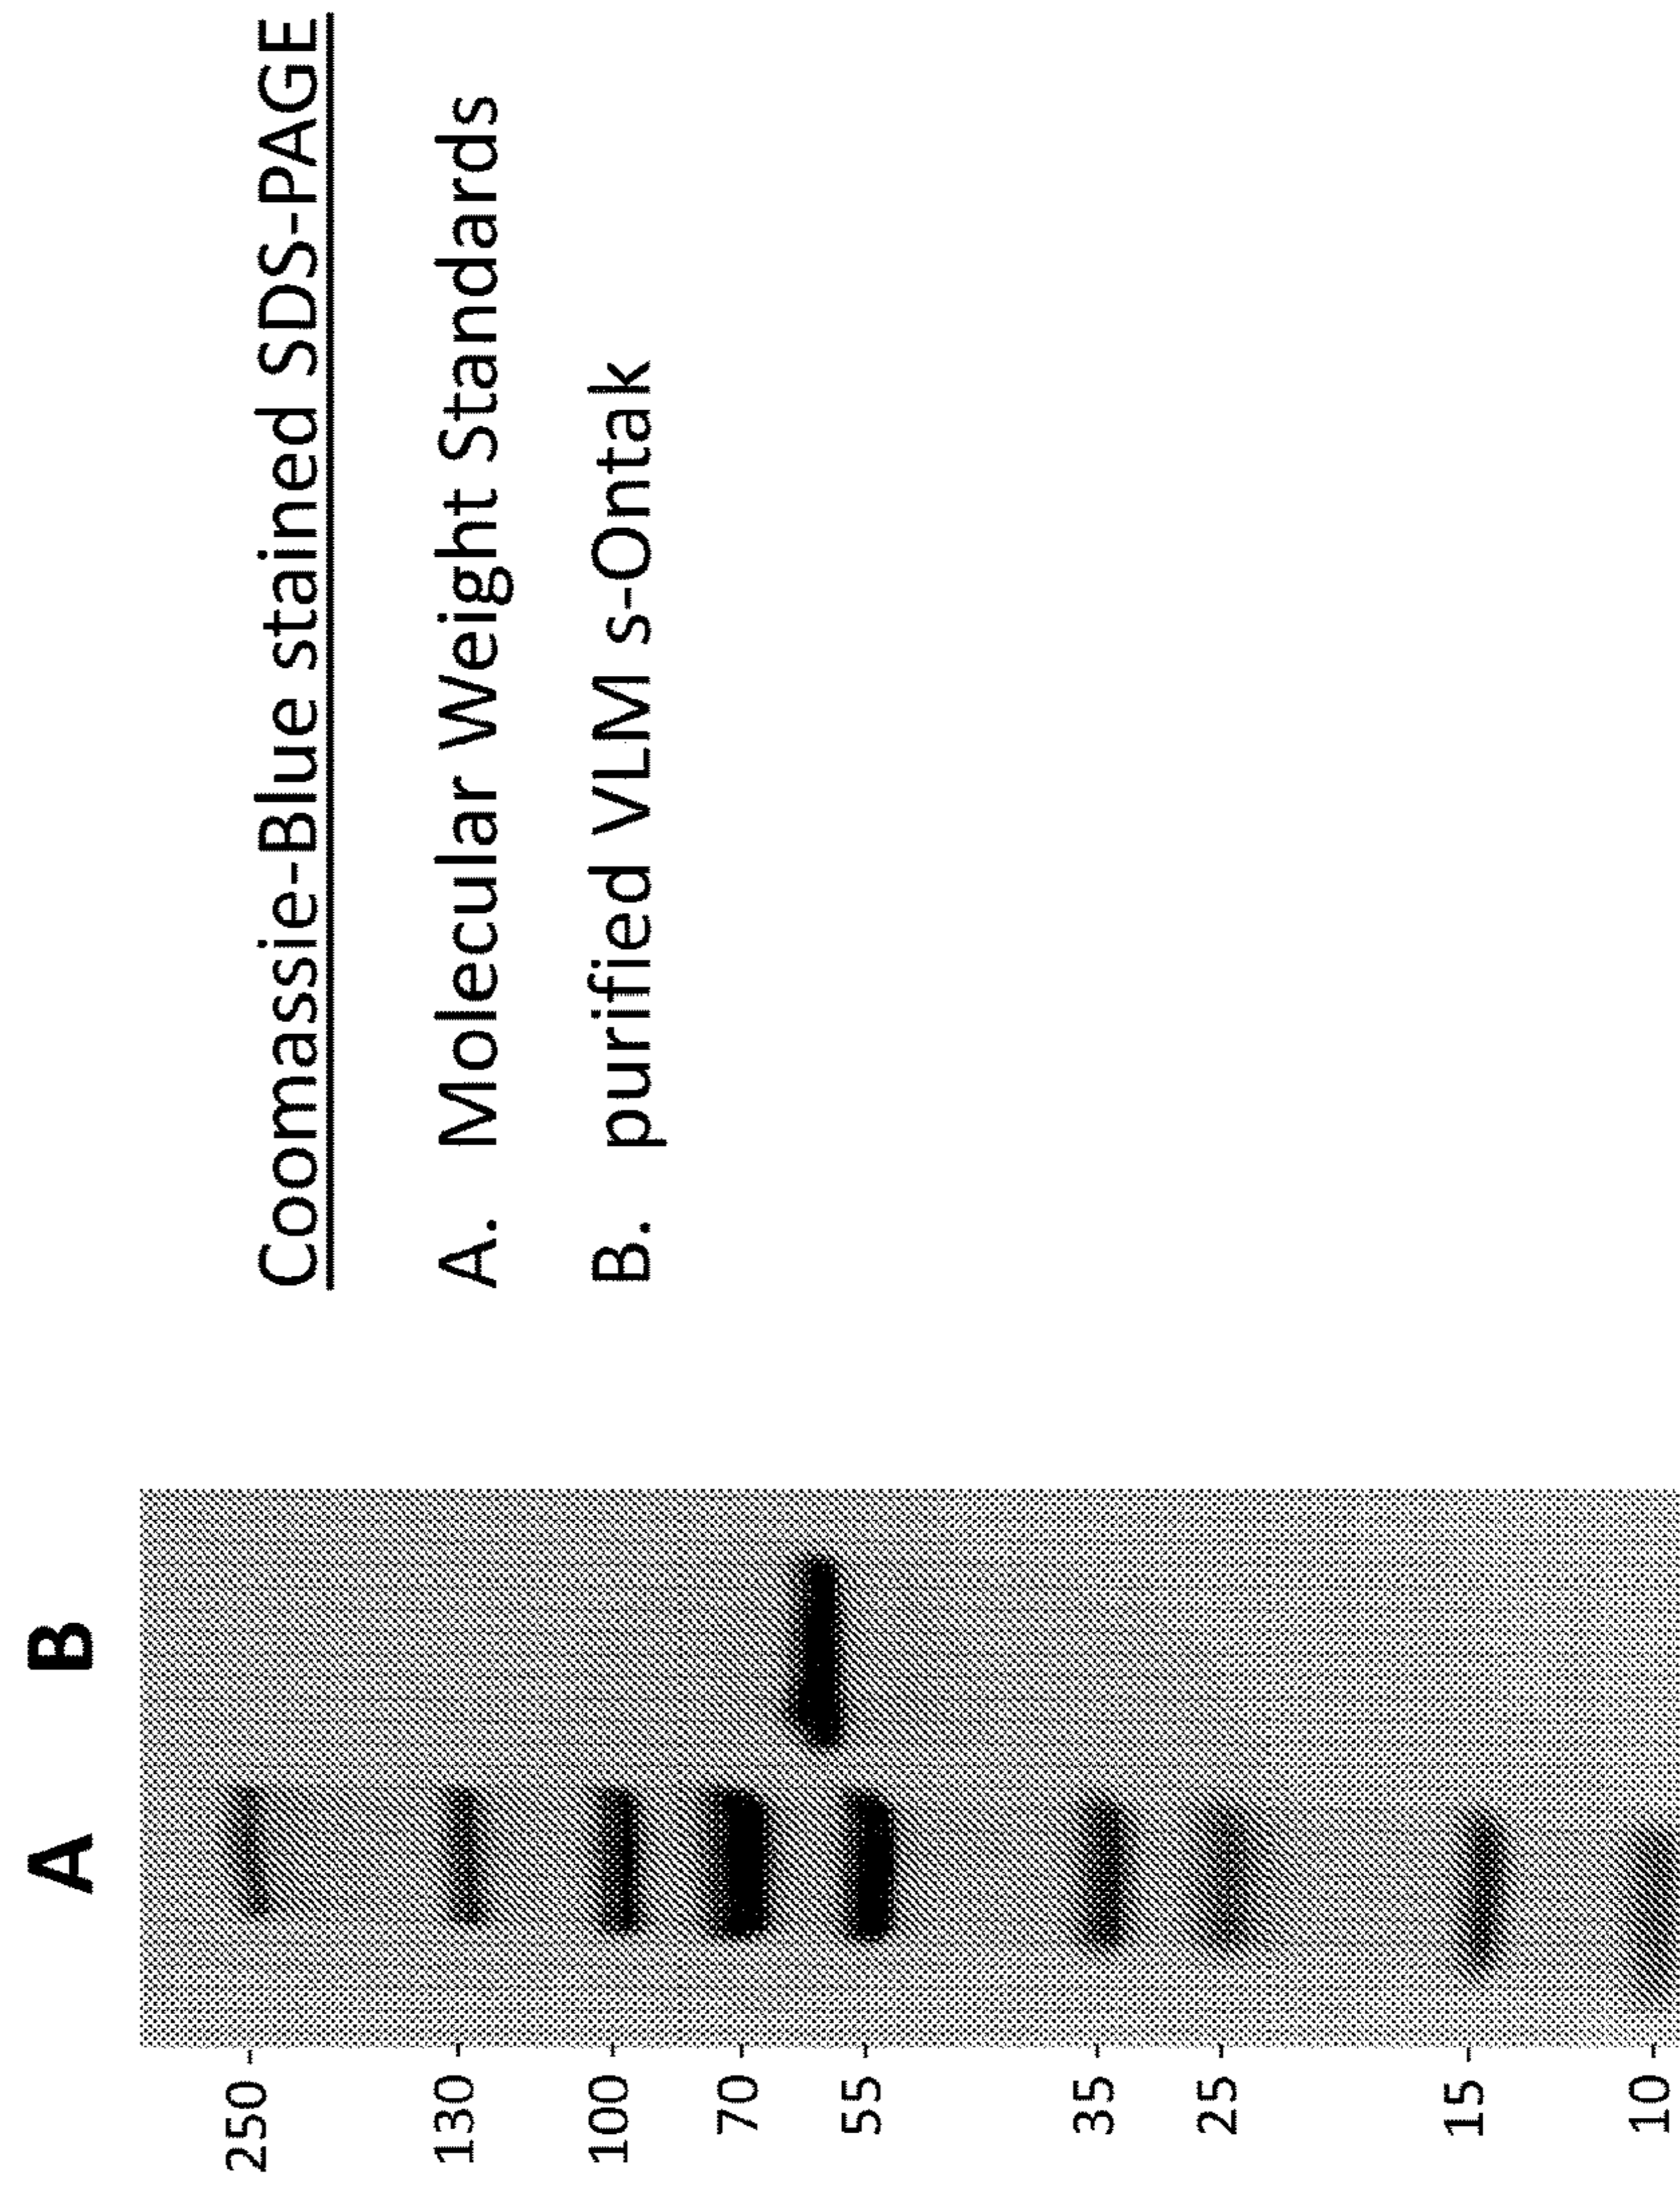 A B
250
130
100
70
55
35
25
15
10
Coomassie-Blue stained SDS-PAGE
A. Molecular Weight Standards
B. purified VLM s-Ontak